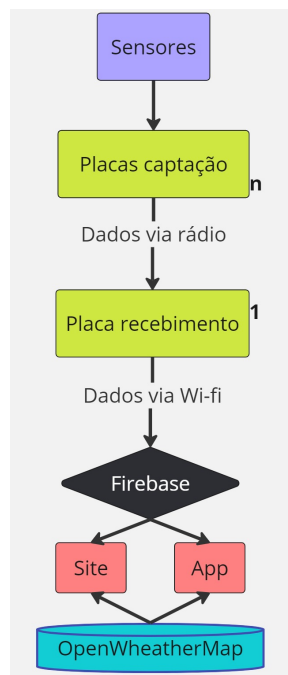 Sensores
Placas captação
n
Dados via rádio
1
Placa recebimento
Dados via Wi-fi
Firebase
Site
App
OpenWheatherMap